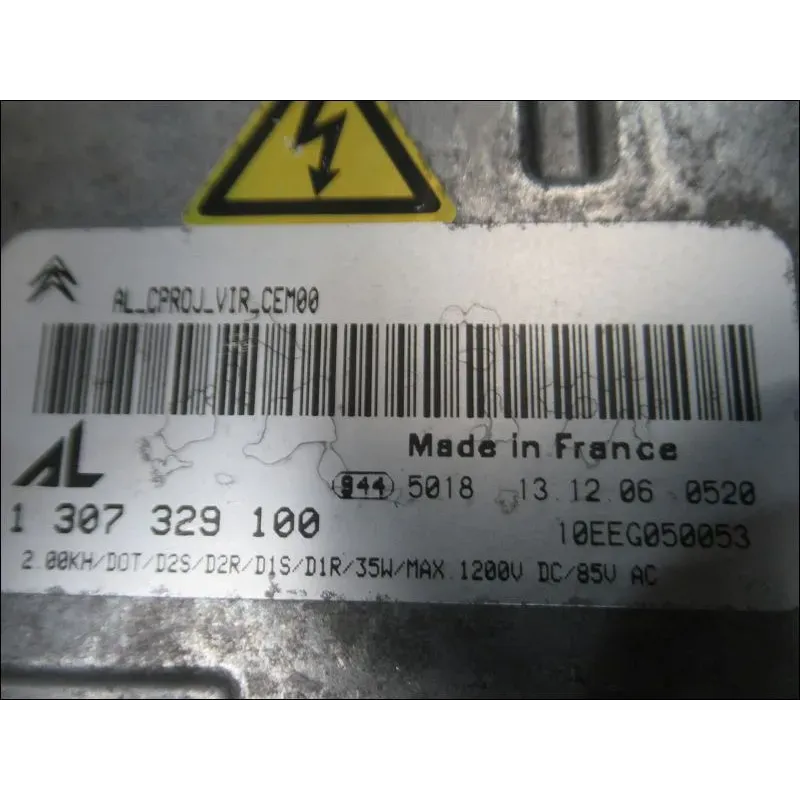 AL_CPROJ_VIR_CEM00
Made in France
AL
944 5018 13.12.06 0520
1 307 329 100
10EEG050053
2.00KH/DOT/D2S/D2R/D1S/D1R/35W/MAX.1200V DC/85V AC